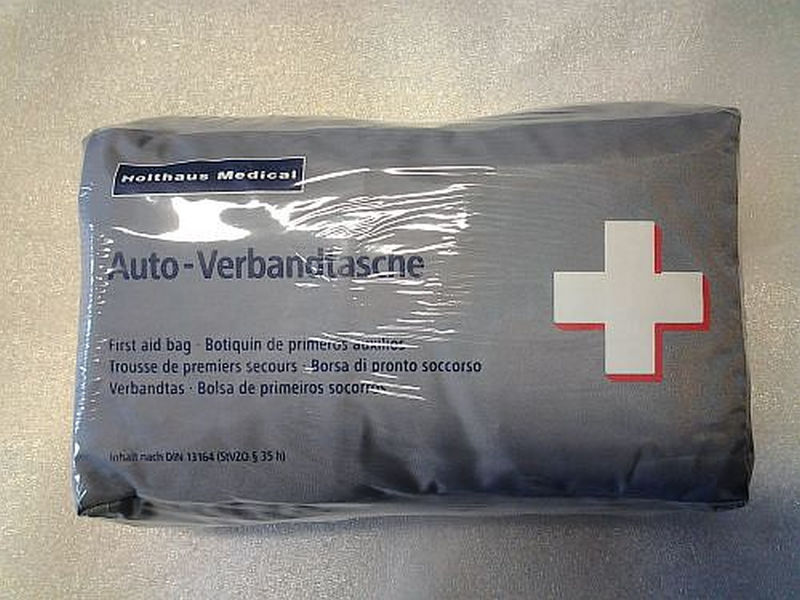 Holthaus Medical
Auto-Verbandtasche
First aid bag · Botiquin de primeros auxilios
Trousse de premiers secours · Borsa di pronto soccorso
Verbandtas · Bolsa de primeiros socorros
Inhalt nach DIN 13164 (StVZO § 35 h)